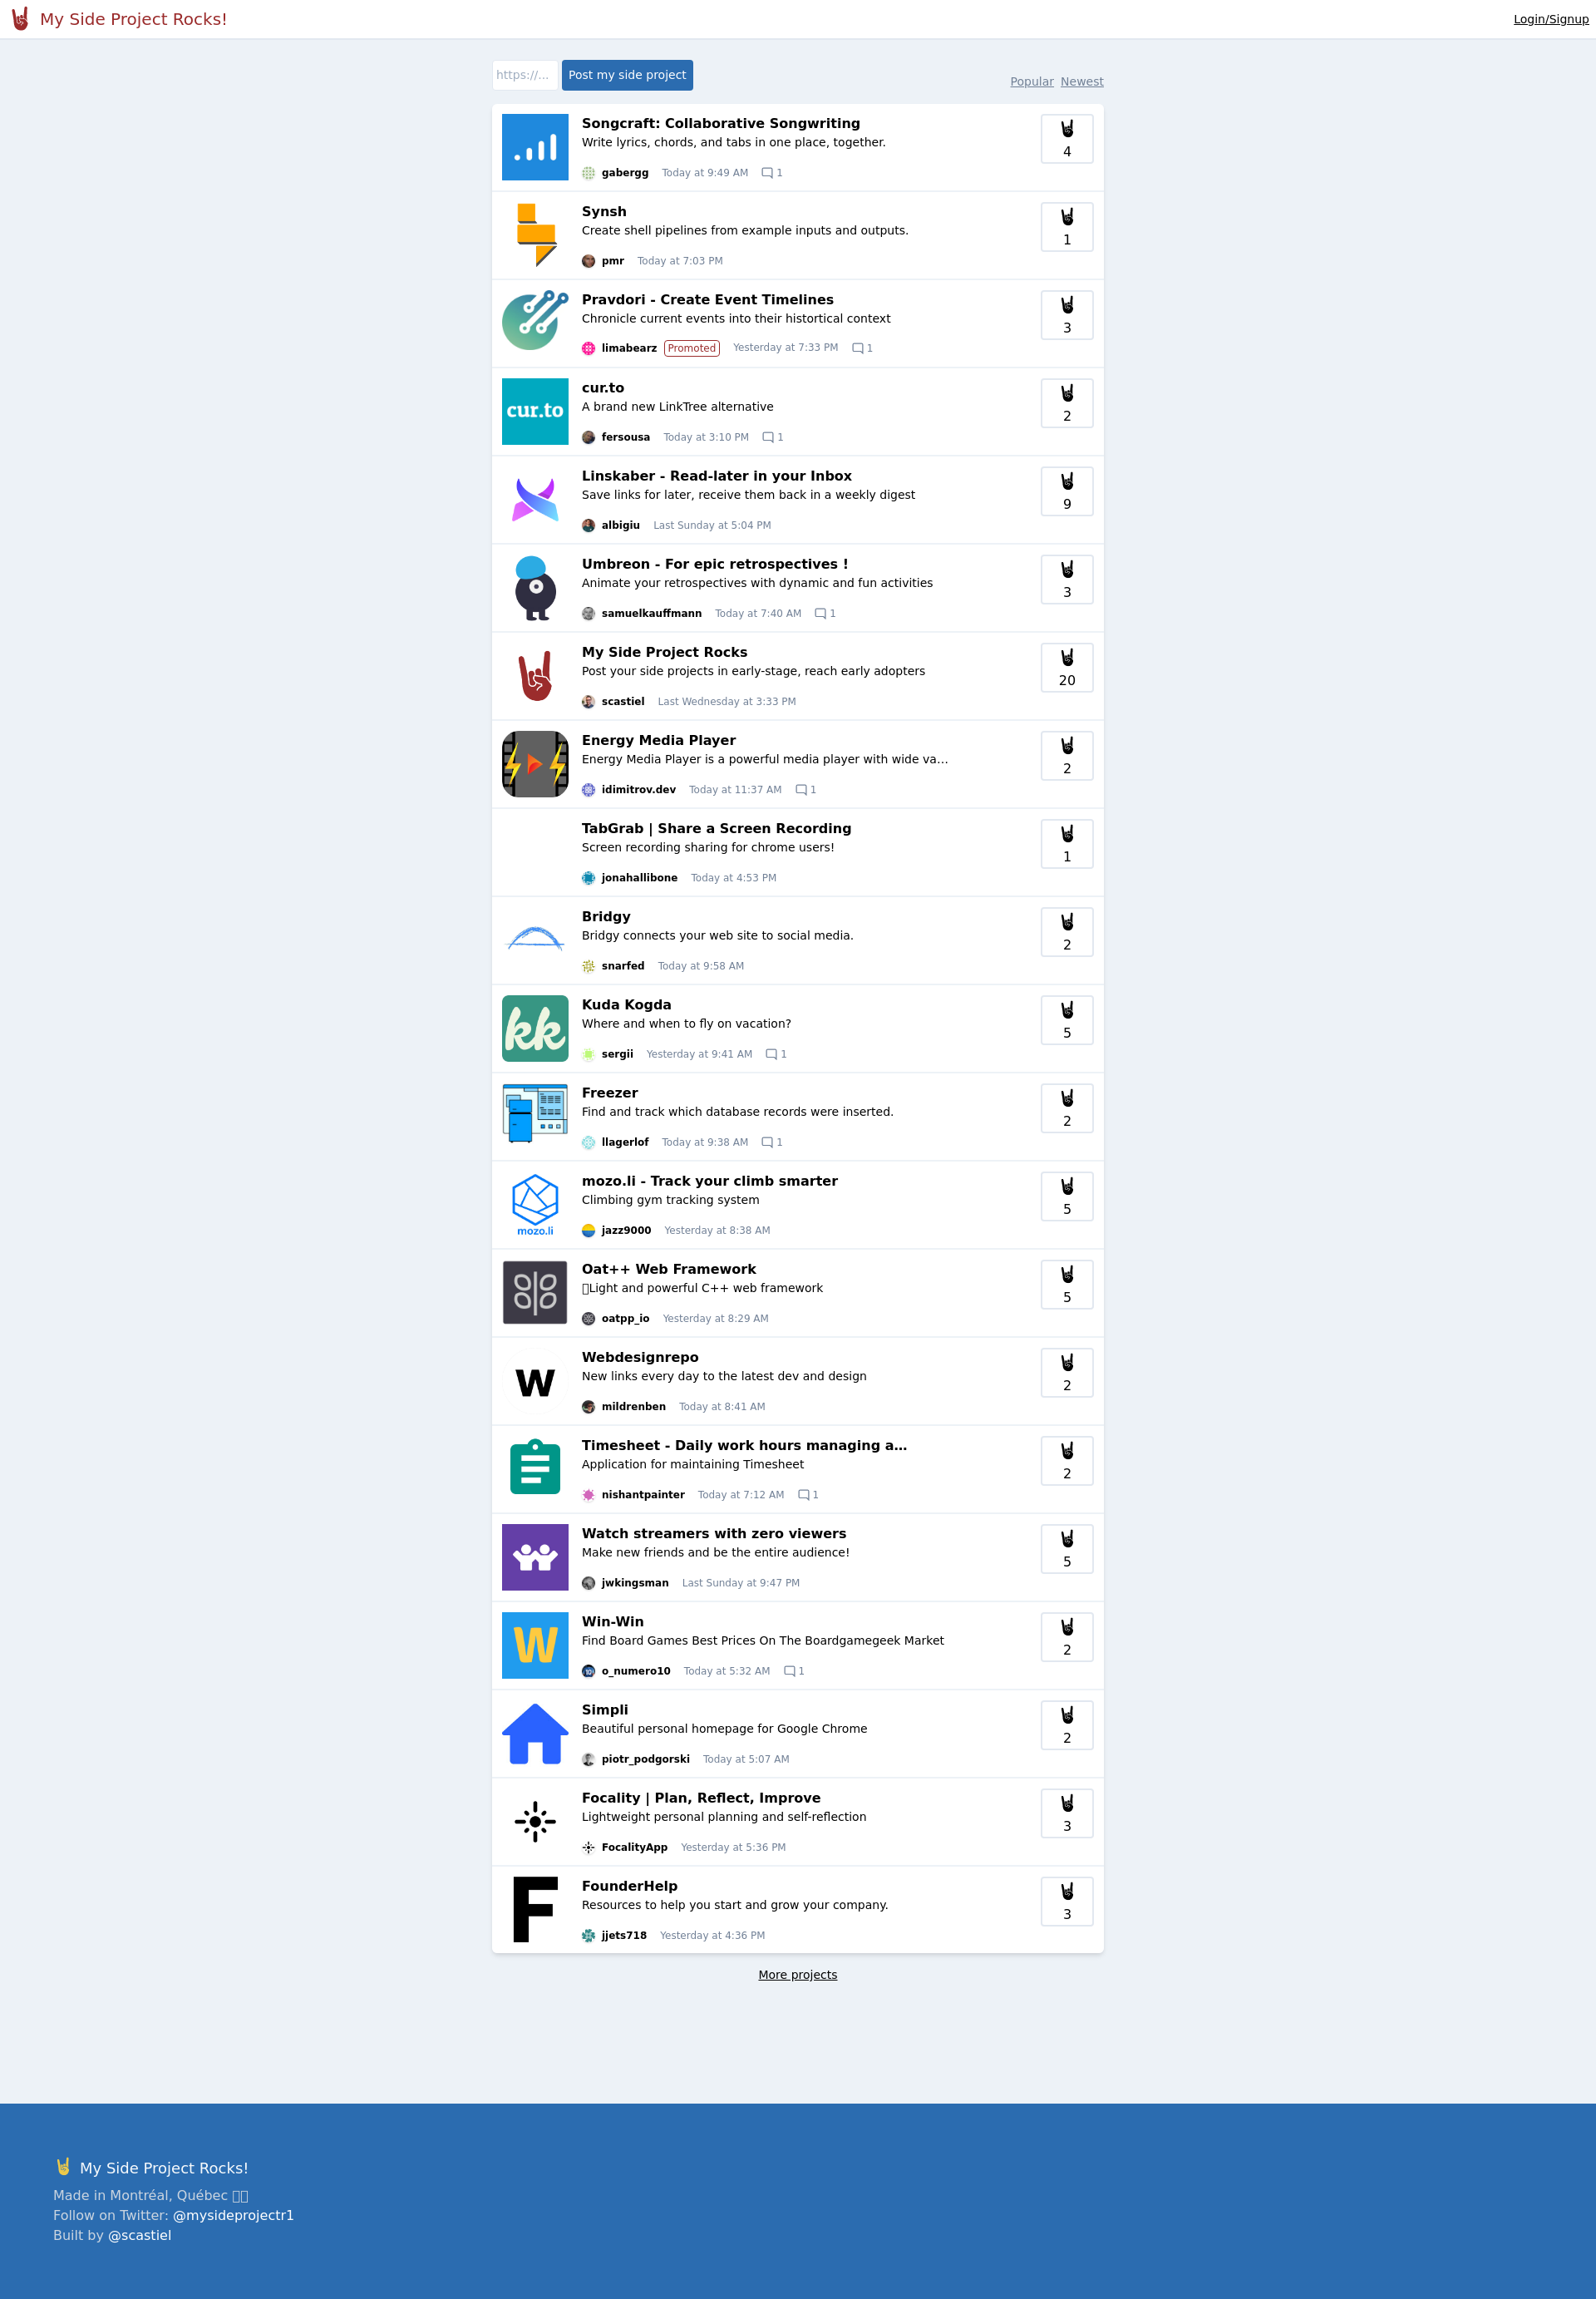 My Side Project Rocks!
Login/Signup
https://...
Post my side project
Popular Newest
Songcraft: Collaborative Songwriting
Write lyrics, chords, and tabs in one place, together.
gabergg Today at 9:49 AM 1
4
Synsh
Create shell pipelines from example inputs and outputs.
pmr Today at 7:03 PM
1
Pravdori - Create Event Timelines
Chronicle current events into their histortical context
limabearz Promoted Yesterday at 7:33 PM 1
3
cur.to
cur.to
A brand new LinkTree alternative
fersousa Today at 3:10 PM 1
2
Linskaber - Read-later in your Inbox
Save links for later, receive them back in a weekly digest
albigiu Last Sunday at 5:04 PM
9
Umbreon - For epic retrospectives !
Animate your retrospectives with dynamic and fun activities
samuelkauffmann Today at 7:40 AM 1
3
My Side Project Rocks
Post your side projects in early-stage, reach early adopters
scastiel Last Wednesday at 3:33 PM
20
Energy Media Player
Energy Media Player is a powerful media player with wide va…
idimitrov.dev Today at 11:37 AM 1
2
TabGrab | Share a Screen Recording
Screen recording sharing for chrome users!
jonahallibone Today at 4:53 PM
1
Bridgy
Bridgy connects your web site to social media.
snarfed Today at 9:58 AM
2
kk
Kuda Kogda
Where and when to fly on vacation?
sergii Yesterday at 9:41 AM 1
5
Freezer
Find and track which database records were inserted.
llagerlof Today at 9:38 AM 1
2
mozo.li
mozo.li - Track your climb smarter
Climbing gym tracking system
jazz9000 Yesterday at 8:38 AM
5
Oat++ Web Framework
Light and powerful C++ web framework
oatpp_io Yesterday at 8:29 AM
5
W
Webdesignrepo
New links every day to the latest dev and design
mildrenben Today at 8:41 AM
2
Timesheet - Daily work hours managing a…
Application for maintaining Timesheet
nishantpainter Today at 7:12 AM 1
2
Watch streamers with zero viewers
Make new friends and be the entire audience!
jwkingsman Last Sunday at 9:47 PM
5
W
Win-Win
Find Board Games Best Prices On The Boardgamegeek Market
o_numero10 Today at 5:32 AM 1
2
Simpli
Beautiful personal homepage for Google Chrome
piotr_podgorski Today at 5:07 AM
2
Focality | Plan, Reflect, Improve
Lightweight personal planning and self-reflection
FocalityApp Yesterday at 5:36 PM
3
F
FounderHelp
Resources to help you start and grow your company.
jjets718 Yesterday at 4:36 PM
3
More projects
My Side Project Rocks!
Made in Montréal, Québec
Follow on Twitter: @mysideprojectr1
Built by @scastiel